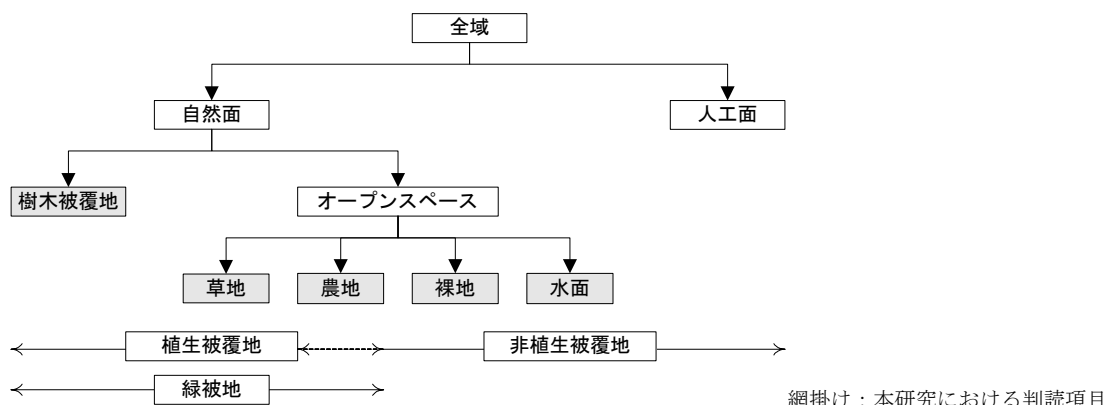 全域
自然面
人工面
樹木被覆地
オープンスペース
草地
農地
裸地
水面
植生被覆地
非植生被覆地
緑被地
網掛け：本研究における判読項目